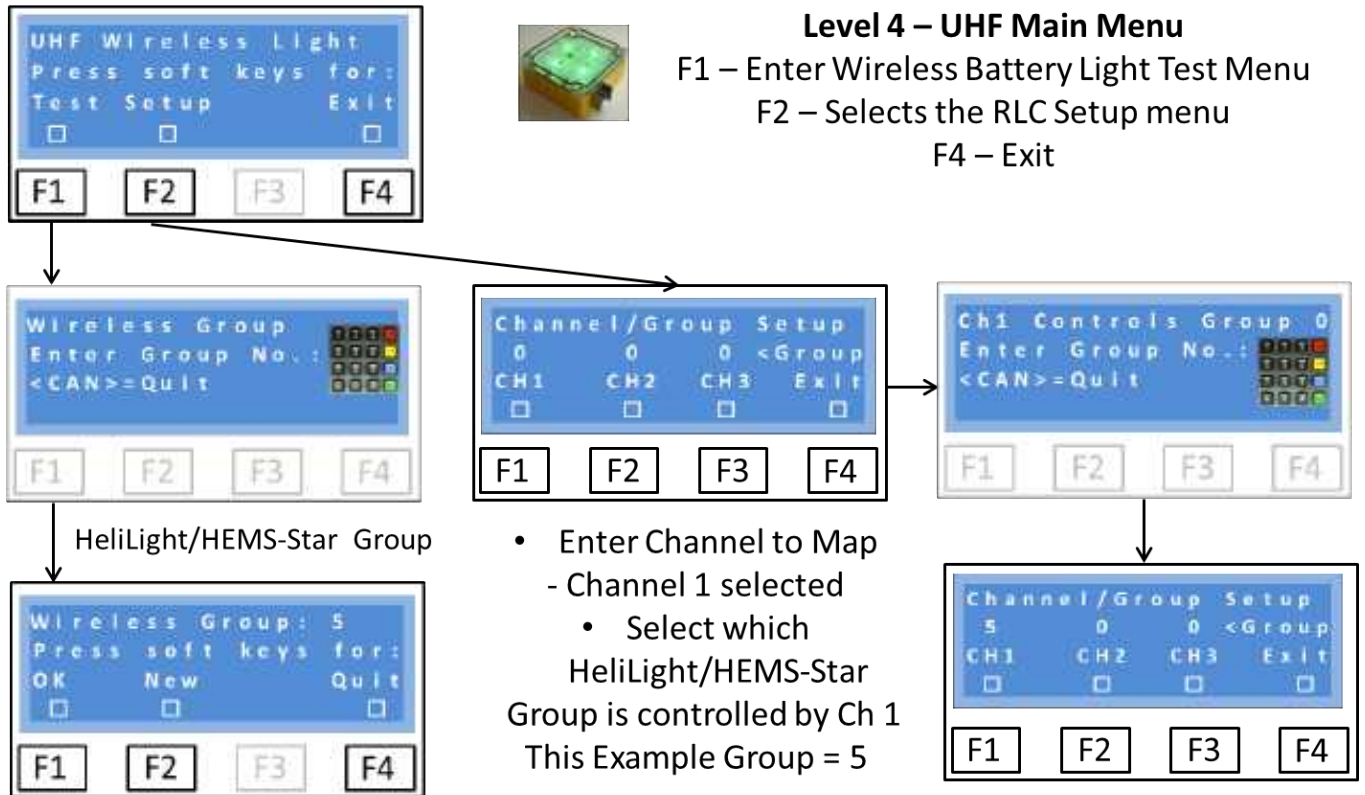 UHF Wireless Light
Press soft keys for:
Test Setup Exit
F1 F2 F3 F4
Level 4 – UHF Main Menu
F1 – Enter Wireless Battery Light Test Menu
F2 – Selects the RLC Setup menu
F4 – Exit
Wireless Group
Enter Group No.:
<CAN>=Quit
F1 F2 F3 F4
Channel/Group Setup
0 0 0 <Group
CH1 CH2 CH3 Exit
F1 F2 F3 F4
Ch1 Controls Group 0
Enter Group No.:
<CAN>=Quit
F1 F2 F3 F4
HeliLight/HEMS-Star Group
Wireless Group: 5
Press soft keys for:
OK New Quit
F1 F2 F3 F4
• Enter Channel to Map
- Channel 1 selected
• Select which
HeliLight/HEMS-Star
Group is controlled by Ch 1
This Example Group = 5
Channel/Group Setup
5 0 0 <Group
CH1 CH2 CH3 Exit
F1 F2 F3 F4